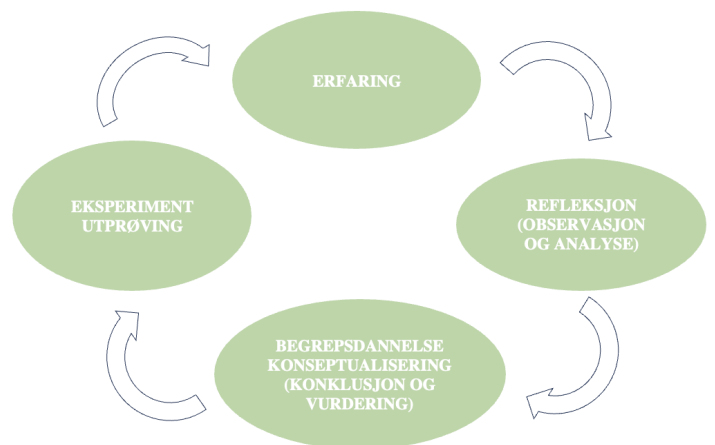 ERFARING
REFLEKSJON
(OBSERVASJON
OG ANALYSE)
BEGREPSDANNELSE
KONSEPTUALISERING
(KONKLUSJON OG
VURDERING)
EKSPERIMENT
UTPRØVING